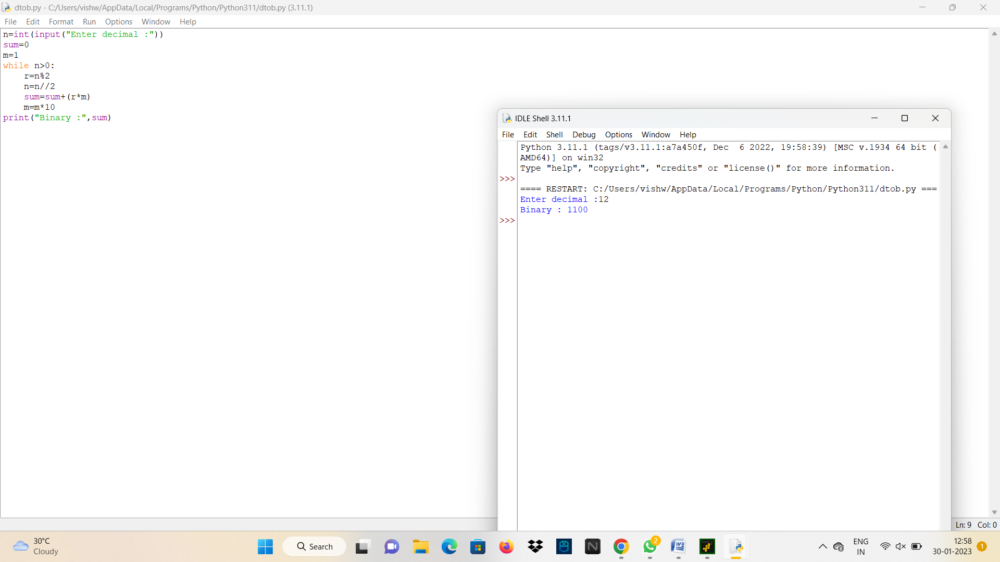 dtob.py - C:/Users/vishw/AppData/Local/Programs/Python/Python311/dtob.py (3.11.1)
File Edit Format Run Options Window Help
n=int(input("Enter decimal :"))
sum=0
m=1
while n>0:
    r=n%2
    n=n//2
    sum=sum+(r*m)
    m=m*10
print("Binary :",sum)
IDLE Shell 3.11.1
File Edit Shell Debug Options Window Help
Python 3.11.1 (tags/v3.11.1:a7a450f, Dec  6 2022, 19:58:39) [MSC v.1934 64 bit (
AMD64)] on win32
Type "help", "copyright", "credits" or "license()" for more information.
>>>
==== RESTART: C:/Users/vishw/AppData/Local/Programs/Python/Python311/dtob.py ===
Enter decimal :12
Binary : 1100
>>>
Ln: 9 Col: 0
30°C
Cloudy
Search
PG
N
2
W
ENG
IN
12:58
30-01-2023
1